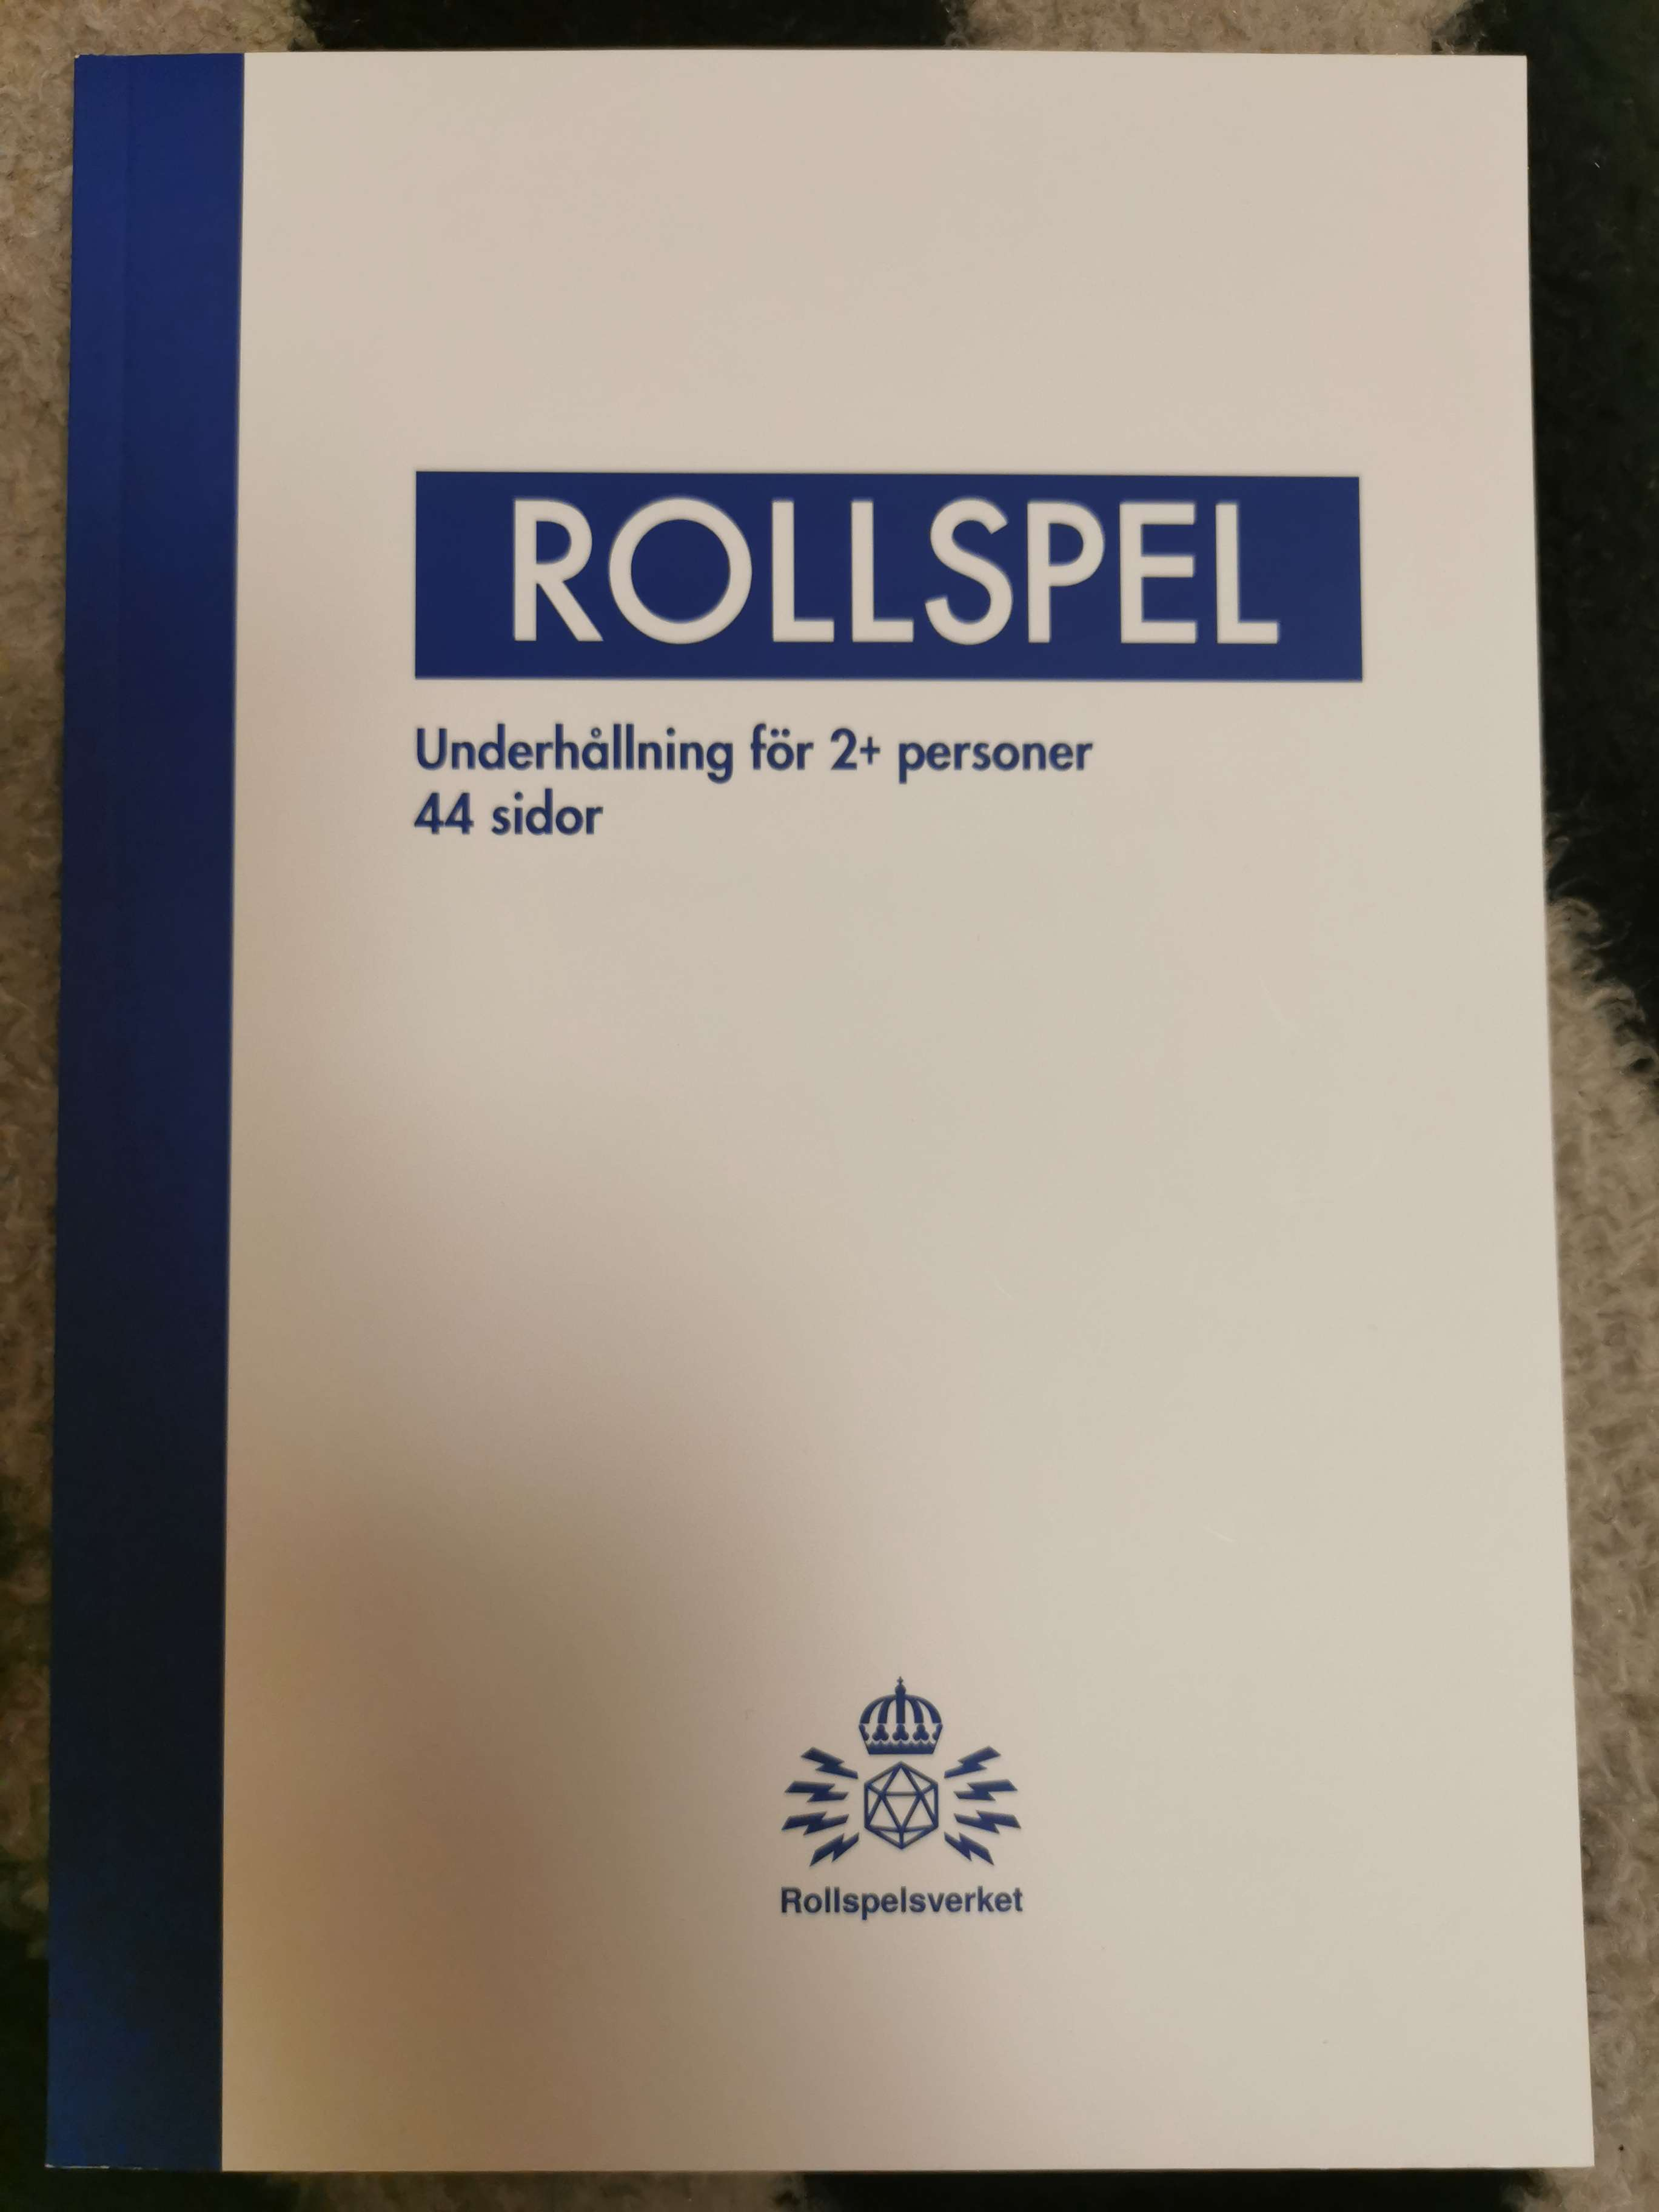 ROLLSPEL
Underhållning för 2+ personer
44 sidor
Rollspelsverket